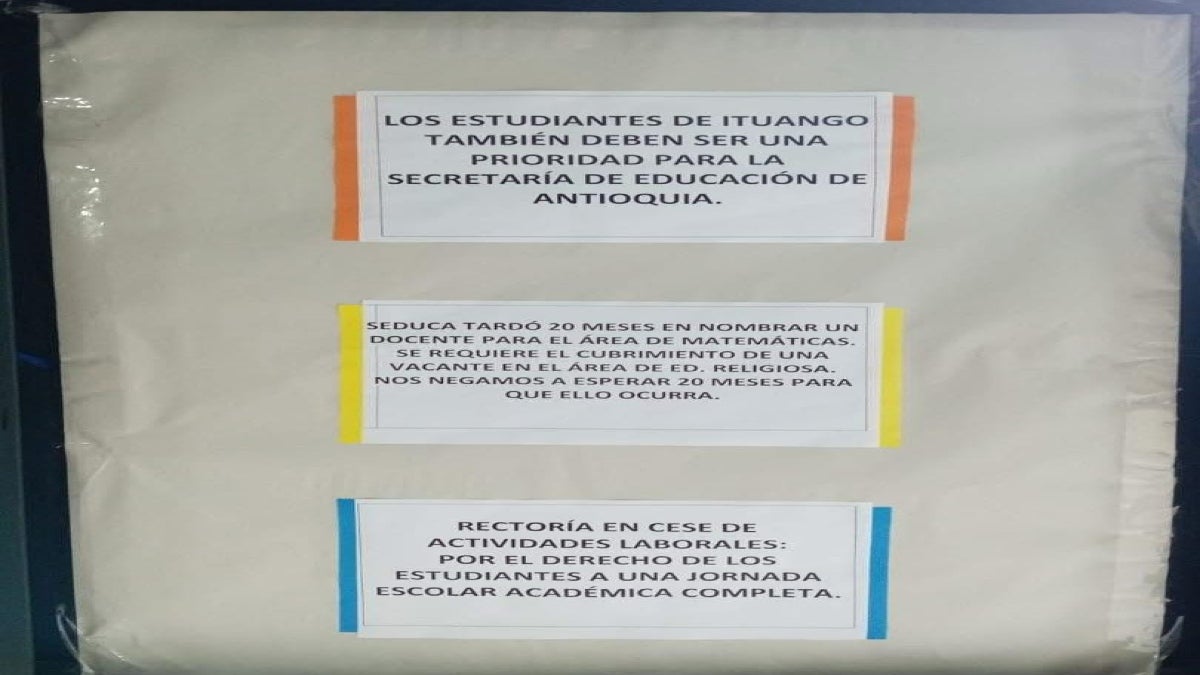 LOS ESTUDIANTES DE ITUANGO
TAMBIÉN DEBEN SER UNA
PRIORIDAD PARA LA
SECRETARÍA DE EDUCACIÓN DE
ANTIOQUIA.
SEDUCA TARDÓ 20 MESES EN NOMBRAR UN
DOCENTE PARA EL ÁREA DE MATEMÁTICAS.
SE REQUIERE EL CUBRIMIENTO DE UNA
VACANTE EN EL ÁREA DE ED. RELIGIOSA.
NOS NEGAMOS A ESPERAR 20 MESES PARA
QUE ELLO OCURRA.
RECTORÍA EN CESE DE
ACTIVIDADES LABORALES:
POR EL DERECHO DE LOS
ESTUDIANTES A UNA JORNADA
ESCOLAR ACADÉMICA COMPLETA.